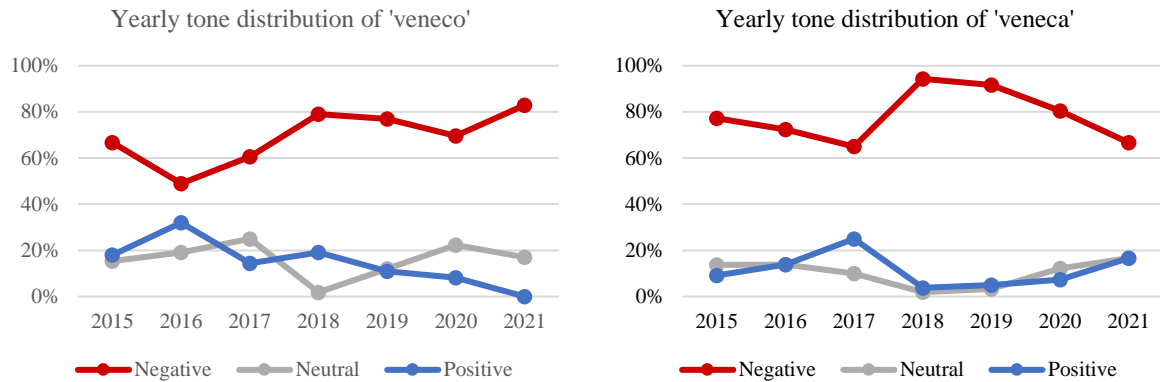 Yearly tone distribution of 'veneco'
100%
80%
60%
40%
20%
0%
2015 2016 2017 2018 2019 2020 2021
Negative Neutral Positive
Yearly tone distribution of 'veneca'
100%
80%
60%
40%
20%
0%
2015 2016 2017 2018 2019 2020 2021
Negative Neutral Positive